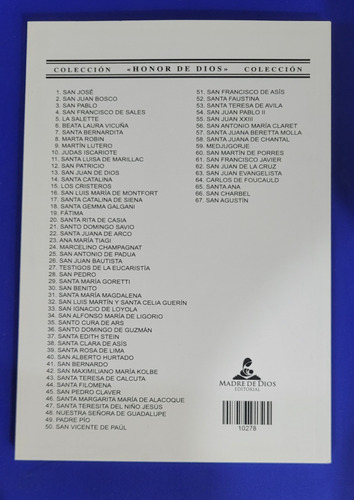 COLECCIÓN «HONOR DE DIOS» COLECCIÓN
1. SAN JOSÉ
2. SAN JUAN BOSCO
3. SAN PABLO
4. SAN FRANCISCO DE SALES
5. LA SALETTE
6. BEATA LAURA VICUÑA
7. SANTA BERNARDITA
8. MARTA ROBIN
9. MARTÍN LUTERO
10. JUDAS ISCARIOTE
11. SANTA LUISA DE MARILLAC
12. SAN PATRICIO
13. SAN JUAN DE DIOS
14. SANTA CATALINA
15. LOS CRISTEROS
16. SAN LUIS MARÍA DE MONTFORT
17. SANTA CATALINA DE SIENA
18. SANTA GEMMA GALGANI
19. FÁTIMA
20. SANTA RITA DE CASIA
21. SANTO DOMINGO SAVIO
22. SANTA JUANA DE ARCO
23. ANA MARÍA TIAGI
24. MARCELINO CHAMPAGNAT
25. SAN ANTONIO DE PADUA
26. SAN JUAN BAUTISTA
27. TESTIGOS DE LA EUCARISTÍA
28. SAN PEDRO
29. SANTA MARÍA GORETTI
30. SAN BENITO
31. SANTA MARÍA MAGDALENA
32. SAN LUIS MARTIN Y SANTA CELIA GUERÍN
33. SAN IGNACIO DE LOYOLA
34. SAN ALFONSO MARÍA DE LIGORIO
35. SANTO CURA DE ARS
36. SANTO DOMINGO DE GUZMÁN
37. SANTA EDITH STEIN
38. SANTA CLARA DE ASÍS
39. SANTA ROSA DE LIMA
40. SAN ALBERTO HURTADO
41. SAN BERNARDO
42. SAN MAXIMILIANO MARÍA KOLBE
43. SANTA TERESA DE CALCUTA
44. SANTA FILOMENA
45. SAN PEDRO CLAVER
46. SANTA MARGARITA MARÍA DE ALACOQUE
47. SANTA TERESITA DEL NIÑO JESÚS
48. NUESTRA SEÑORA DE GUADALUPE
49. PADRE PÍO
50. SAN VICENTE DE PAÚL
51. SAN FRANCISCO DE ASÍS
52. SANTA FAUSTINA
53. SANTA TERESA DE AVILA
54. SAN JUAN PABLO II
55. SAN JUAN XXIII
56. SAN ANTONIO MARÍA CLARET
57. SANTA JUANA BERETTA MOLLA
58. SANTA JUANA DE CHANTAL
59. MEDJUGORJE
60. SAN MARTÍN DE PORRES
61. SAN FRANCISCO JAVIER
62. SAN JUAN DE LA CRUZ
63. SAN JUAN EVANGELISTA
64. CARLOS DE FOUCAULD
65. SANTA ANA
66. SAN CHARBEL
67. SAN AGUSTÍN
MADRE DE DIOS
EDITORIAL
10278